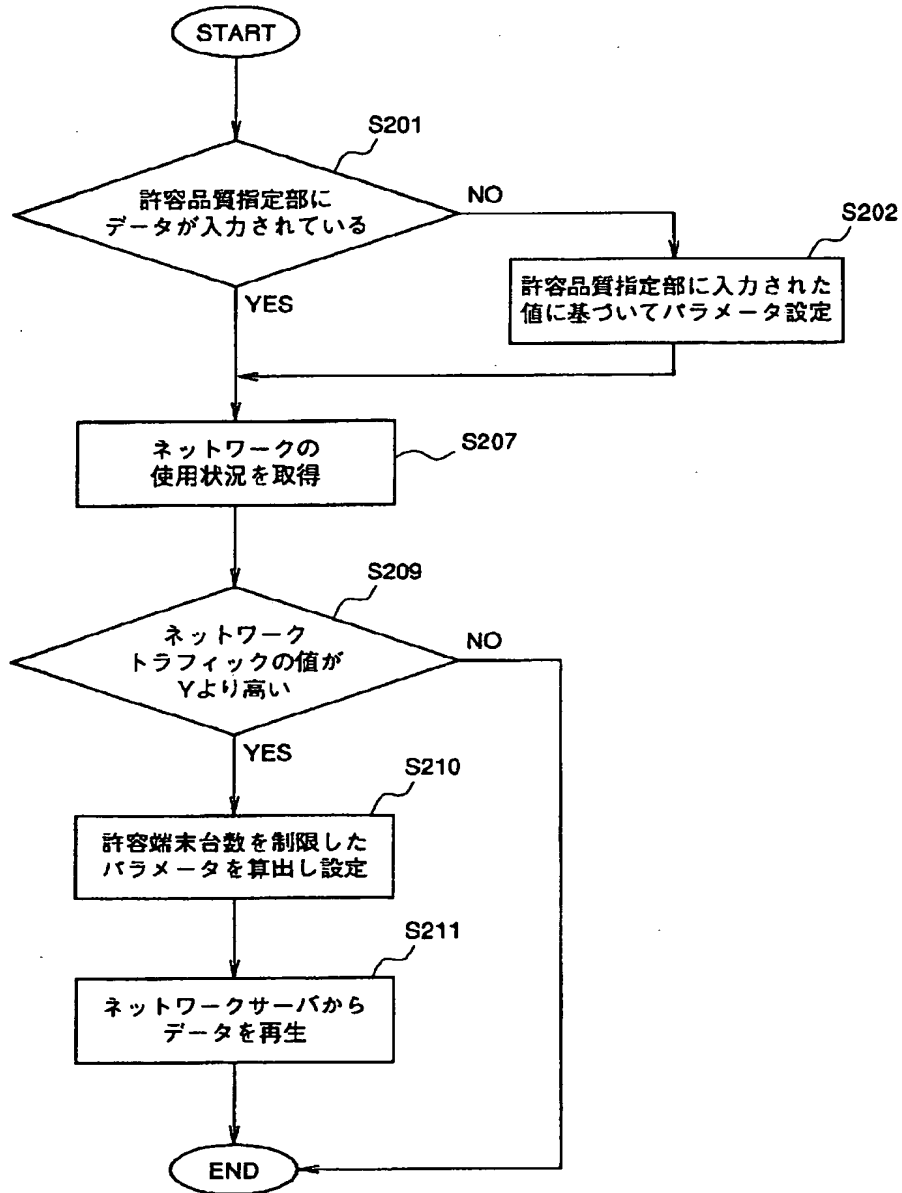 START
S201
許容品質指定部に
データが入力されている
NO
S202
許容品質指定部に入力された
値に基づいてパラメータ設定
YES
S207
ネットワークの
使用状況を取得
S209
ネットワーク
トラフィックの値が
Yより高い
NO
YES
S210
許容端末台数を制限した
パラメータを算出し設定
S211
ネットワークサーバから
データを再生
END